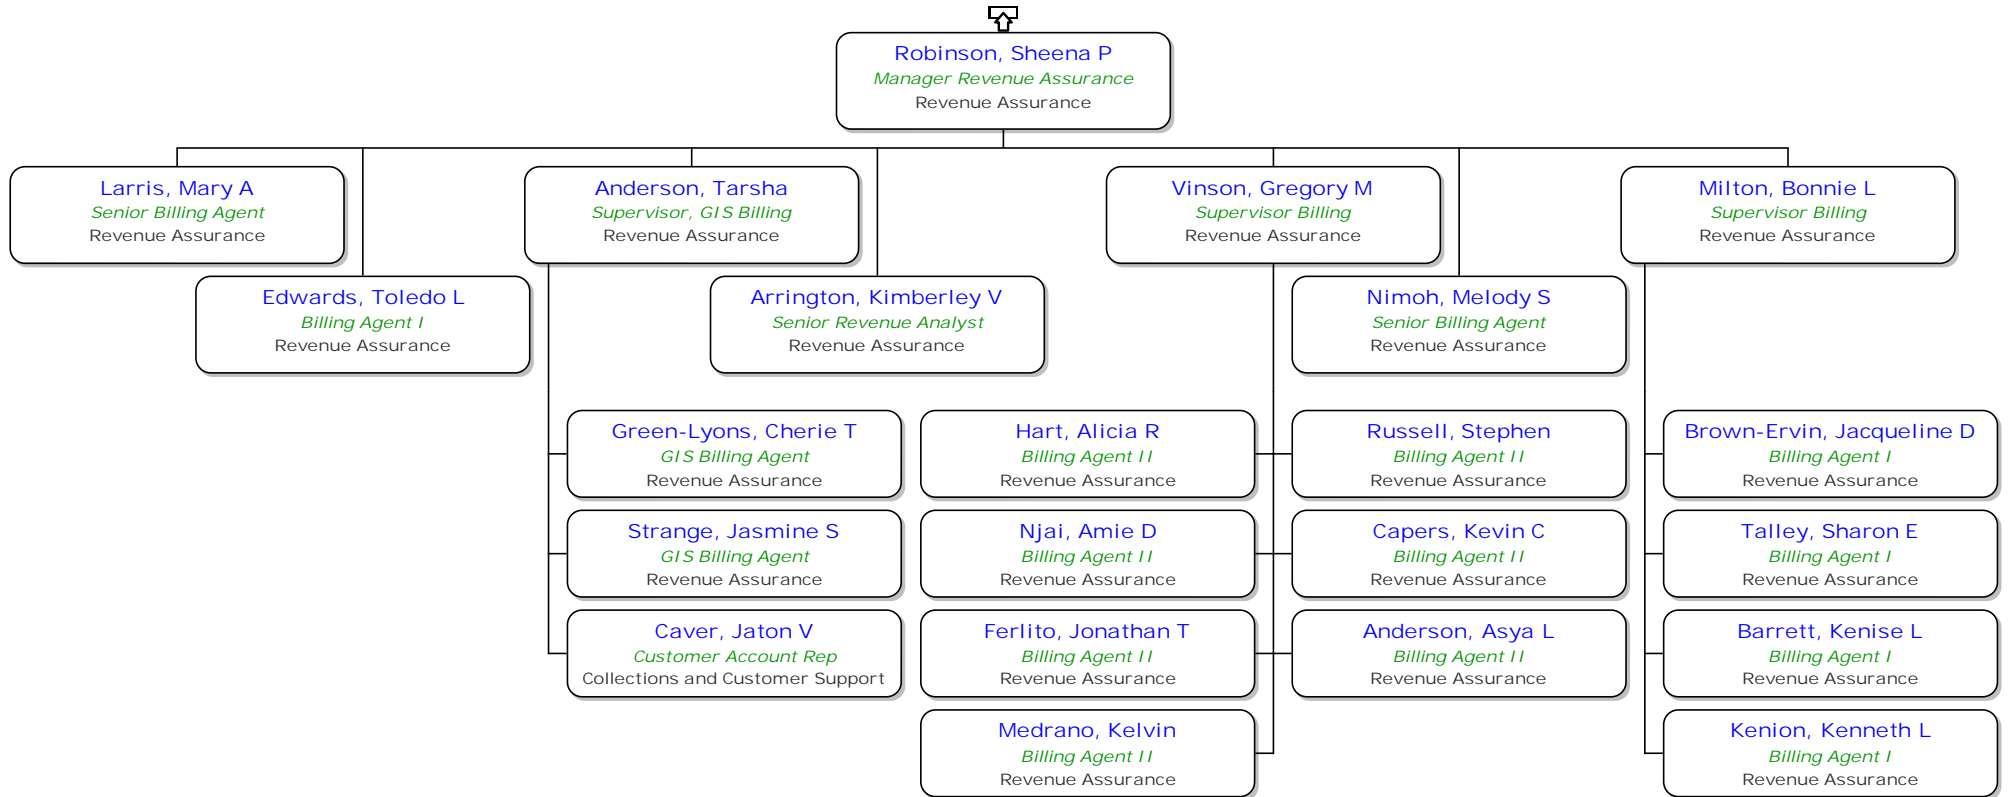 Robinson, Sheena P
Manager Revenue Assurance
Revenue Assurance
Larris, Mary A
Senior Billing Agent
Revenue Assurance
Anderson, Tarsha
Supervisor, GIS Billing
Revenue Assurance
Vinson, Gregory M
Supervisor Billing
Revenue Assurance
Milton, Bonnie L
Supervisor Billing
Revenue Assurance
Edwards, Toledo L
Billing Agent I
Revenue Assurance
Arrington, Kimberley V
Senior Revenue Analyst
Revenue Assurance
Nimoh, Melody S
Senior Billing Agent
Revenue Assurance
Green-Lyons, Cherie T
GIS Billing Agent
Revenue Assurance
Hart, Alicia R
Billing Agent II
Revenue Assurance
Russell, Stephen
Billing Agent II
Revenue Assurance
Brown-Ervin, Jacqueline D
Billing Agent I
Revenue Assurance
Strange, Jasmine S
GIS Billing Agent
Revenue Assurance
Njai, Amie D
Billing Agent II
Revenue Assurance
Capers, Kevin C
Billing Agent II
Revenue Assurance
Talley, Sharon E
Billing Agent I
Revenue Assurance
Caver, Jaton V
Customer Account Rep
Collections and Customer Support
Ferlito, Jonathan T
Billing Agent II
Revenue Assurance
Anderson, Asya L
Billing Agent II
Revenue Assurance
Barrett, Kenise L
Billing Agent I
Revenue Assurance
Medrano, Kelvin
Billing Agent II
Revenue Assurance
Kenion, Kenneth L
Billing Agent I
Revenue Assurance